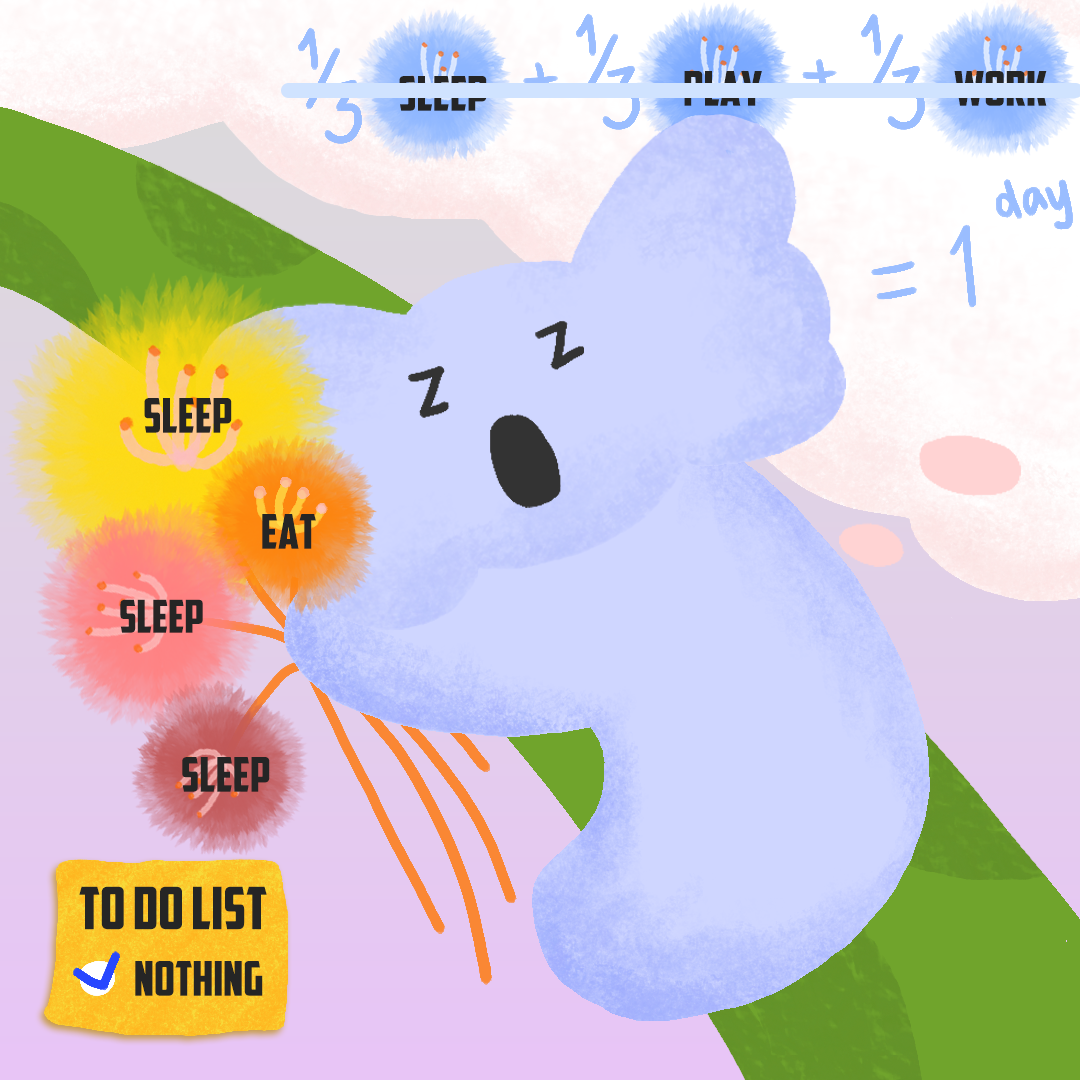 1/3 SLEEP + 1/3 PLAY + 1/3 WORK
= 1 day
Z Z
SLEEP
EAT
SLEEP
SLEEP
TO DO LIST
NOTHING